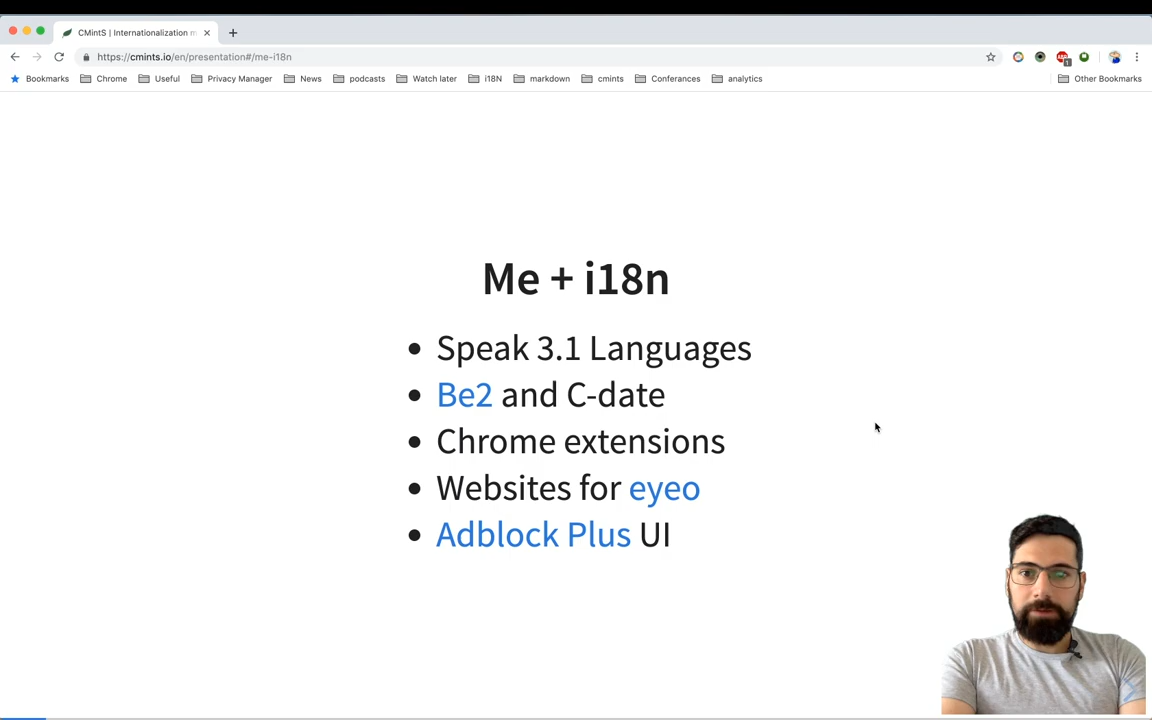 CMintS | Internationalization m
https://cmints.io/en/presentation#/me-i18n
Bookmarks Chrome Useful Privacy Manager News podcasts Watch later i18N markdown cmints Conferances analytics Other Bookmarks
Me + i18n
• Speak 3.1 Languages
• Be2 and C-date
• Chrome extensions
• Websites for eyeo
• Adblock Plus UI